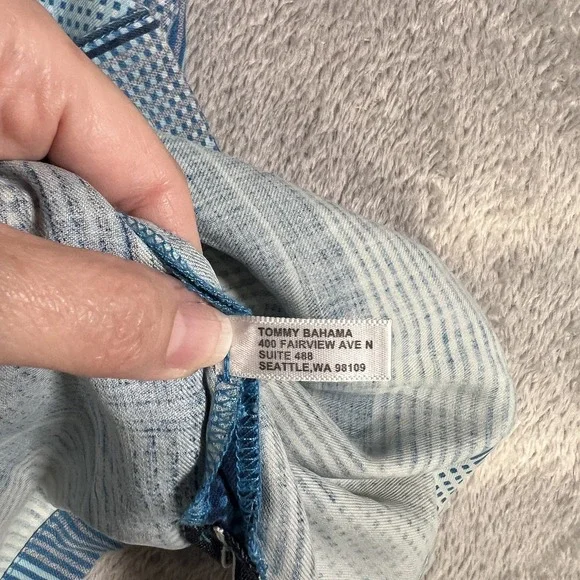 TOMMY BAHAMA
400 FAIRVIEW AVE N
SUITE 488
SEATTLE,WA 98109